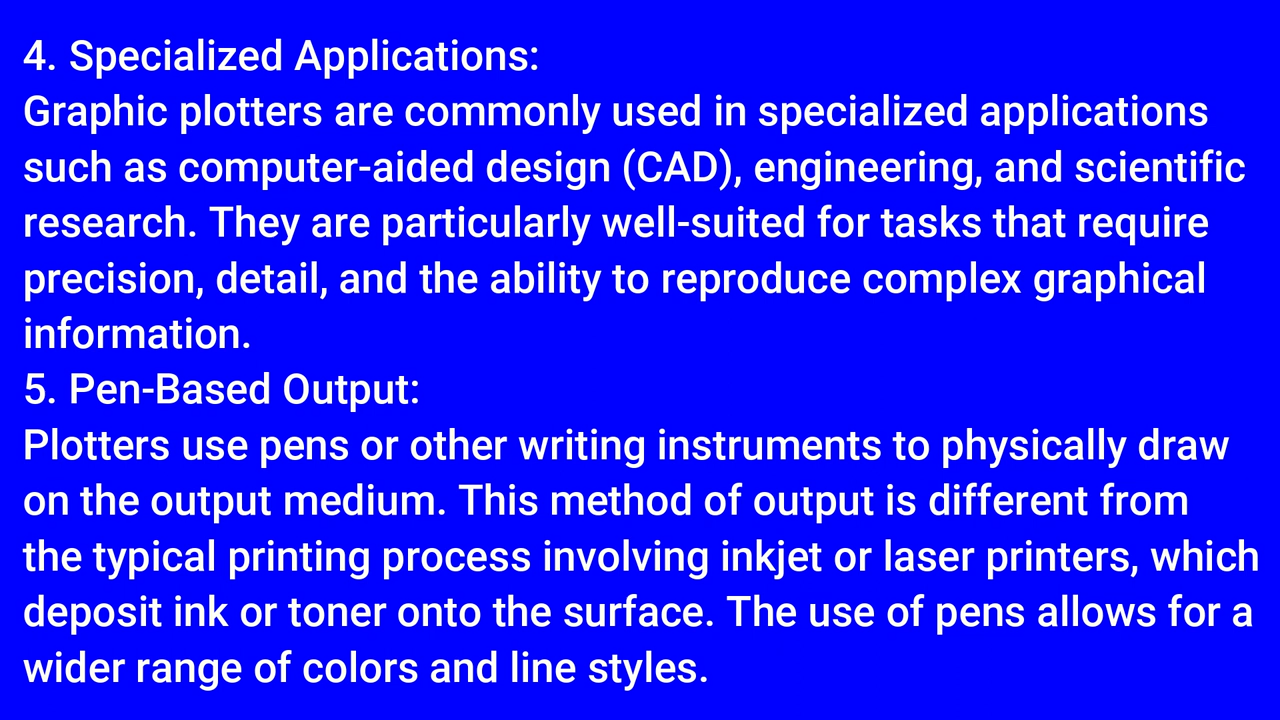 4. Specialized Applications:
Graphic plotters are commonly used in specialized applications
such as computer-aided design (CAD), engineering, and scientific
research. They are particularly well-suited for tasks that require
precision, detail, and the ability to reproduce complex graphical
information.
5. Pen-Based Output:
Plotters use pens or other writing instruments to physically draw
on the output medium. This method of output is different from
the typical printing process involving inkjet or laser printers, which
deposit ink or toner onto the surface. The use of pens allows for a
wider range of colors and line styles.